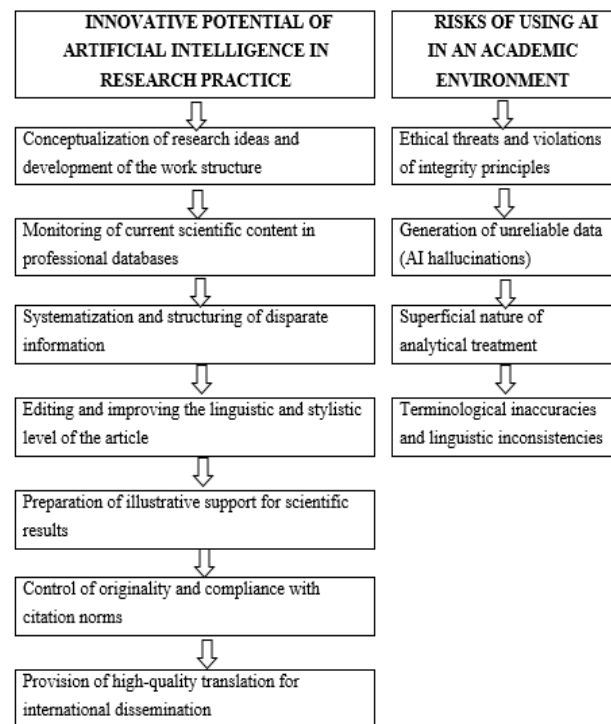 INNOVATIVE POTENTIAL OF
ARTIFICIAL INTELLIGENCE IN
RESEARCH PRACTICE
Conceptualization of research ideas and
development of the work structure
Monitoring of current scientific content in
professional databases
Systematization and structuring of disparate
information
Editing and improving the linguistic and stylistic
level of the article
Preparation of illustrative support for scientific
results
Control of originality and compliance with
citation norms
Provision of high-quality translation for
international dissemination
RISKS OF USING AI
IN AN ACADEMIC
ENVIRONMENT
Ethical threats and violations
of integrity principles
Generation of unreliable data
(AI hallucinations)
Superficial nature of
analytical treatment
Terminological inaccuracies
and linguistic inconsistencies